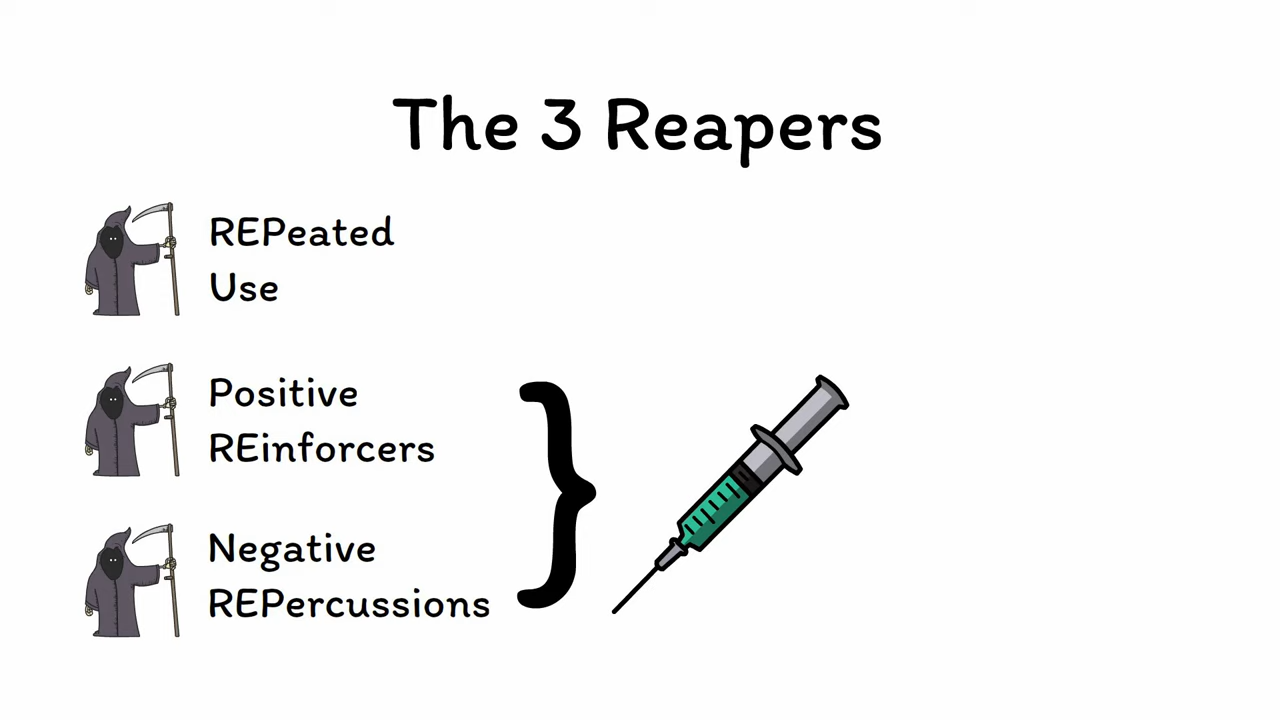 The 3 Reapers
REPeated
Use
Positive
REinforcers
Negative
REPercussions